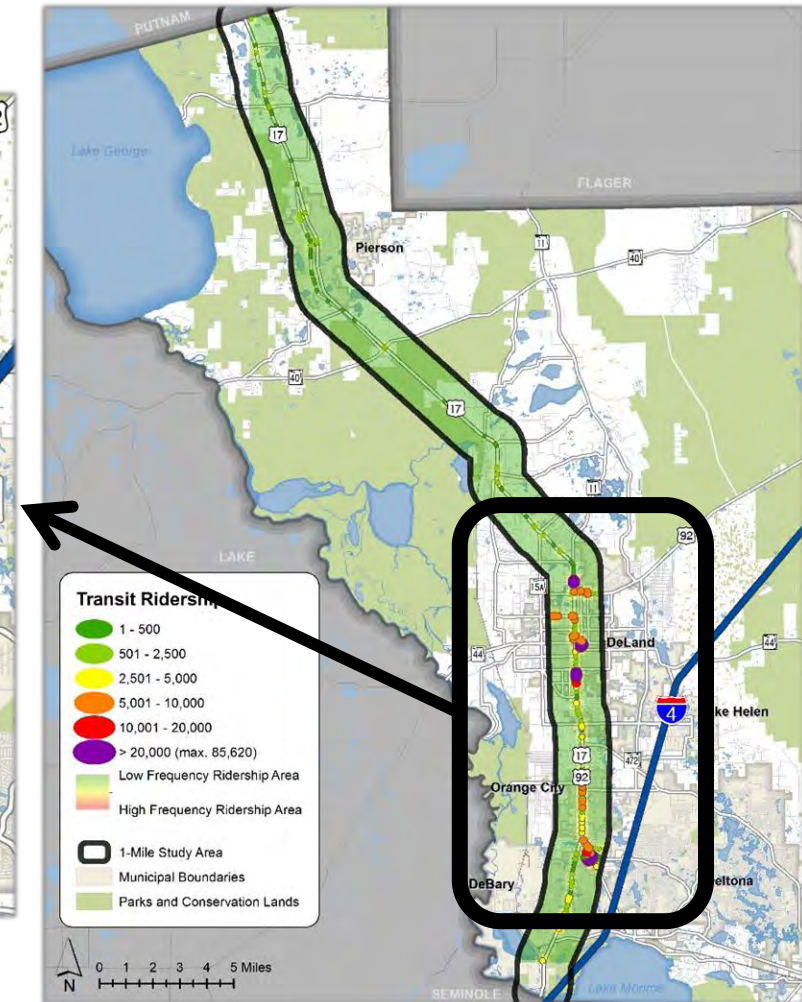 PUTNAM
Lake George
17
FLAGER
Pierson
11
40
40
17
11
LAKE
92
15A
44
DeLand
44
4
ke Helen
17
472
92
Orange City
DeBary
eltona
Lake Monroe
SEMINOLE
Transit Ridership
1 - 500
501 - 2,500
2,501 - 5,000
5,001 - 10,000
10,001 - 20,000
> 20,000 (max. 85,620)
Low Frequency Ridership Area
High Frequency Ridership Area
1-Mile Study Area
Municipal Boundaries
Parks and Conservation Lands
N
0 1 2 3 4 5 Miles